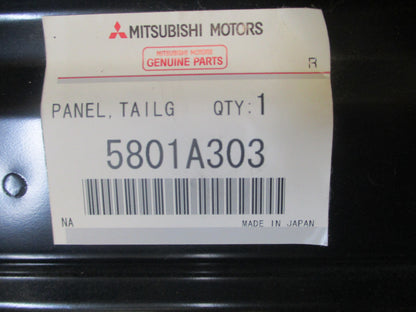 MITSUBISHI MOTORS
MITSUBISHI MOTORS
GENUINE PARTS
PANEL, TAILG QTY: 1
5801A303
NA MADE IN JAPAN